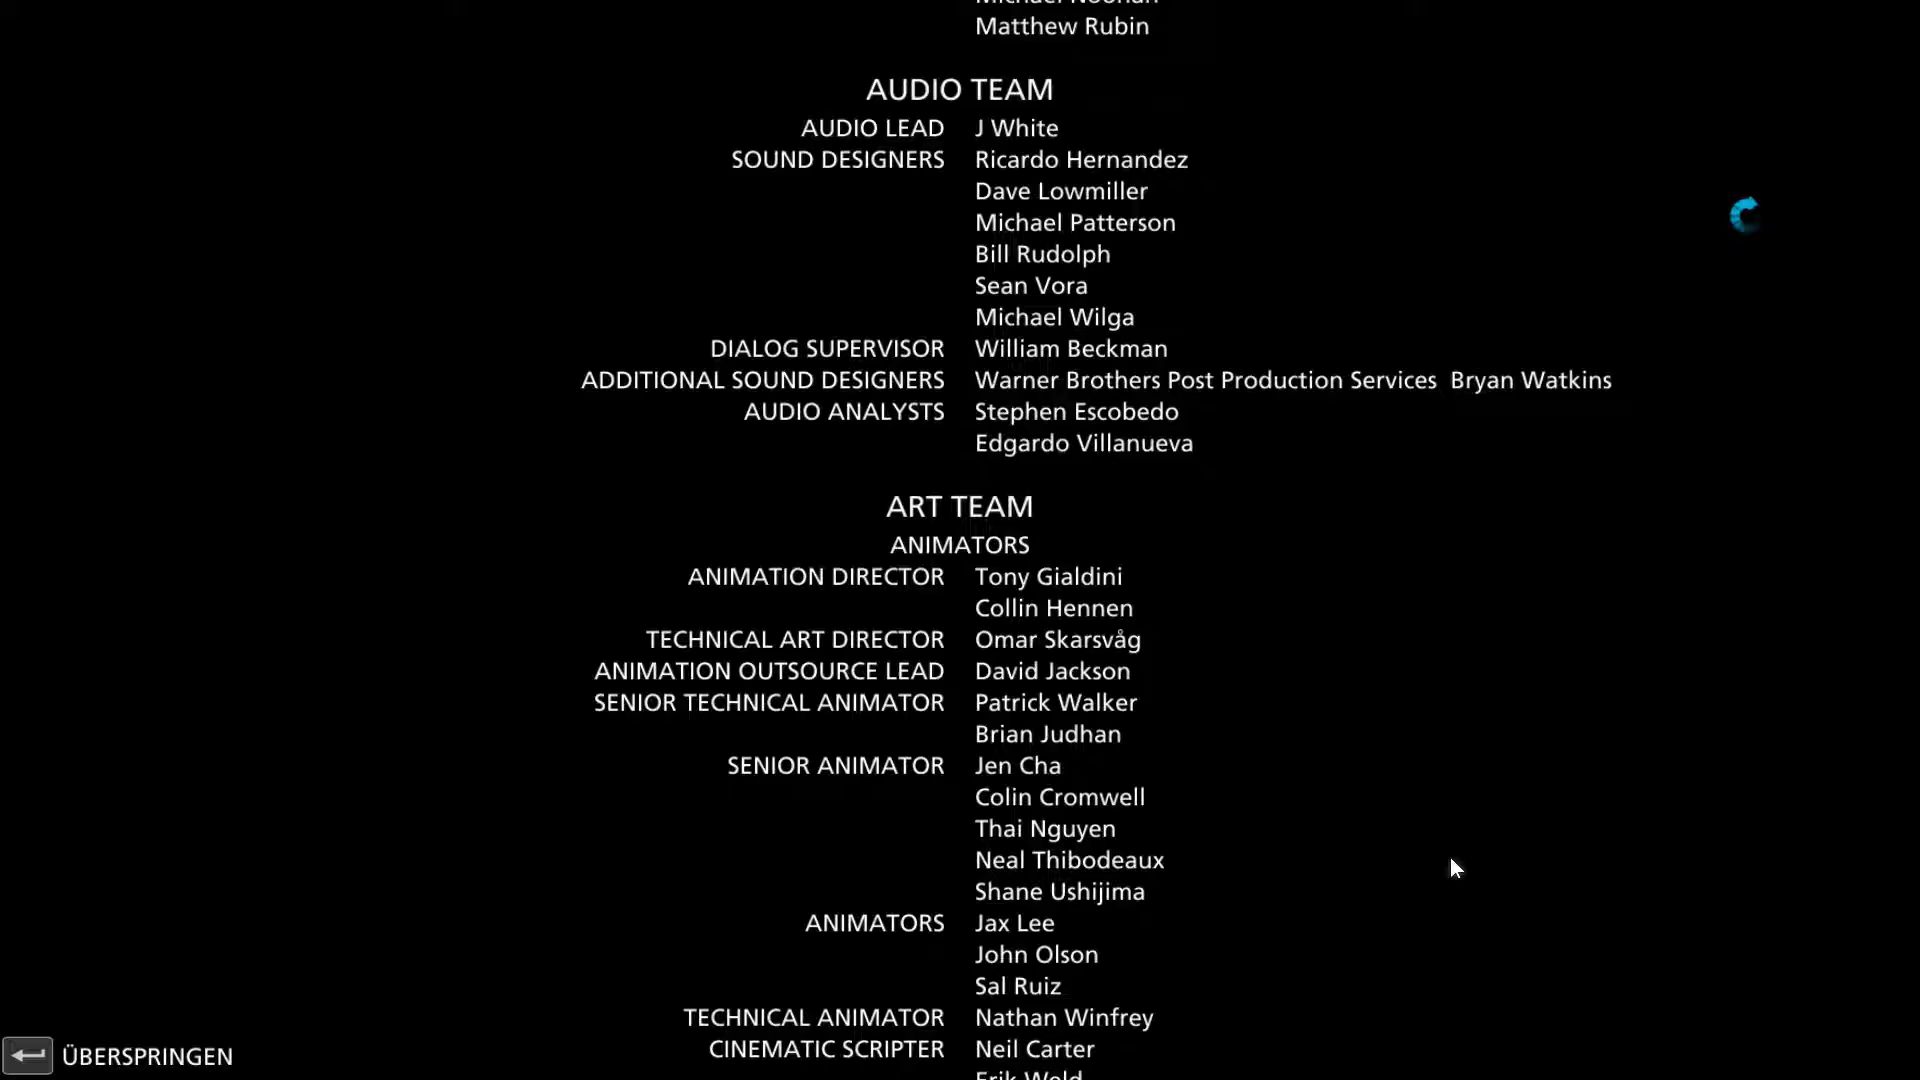 Matthew Rubin
AUDIO TEAM
AUDIO LEAD J White
SOUND DESIGNERS Ricardo Hernandez
Dave Lowmiller
Michael Patterson
Bill Rudolph
Sean Vora
Michael Wilga
DIALOG SUPERVISOR William Beckman
ADDITIONAL SOUND DESIGNERS Warner Brothers Post Production Services Bryan Watkins
AUDIO ANALYSTS Stephen Escobedo
Edgardo Villanueva
ART TEAM
ANIMATORS
ANIMATION DIRECTOR Tony Gialdini
Collin Hennen
TECHNICAL ART DIRECTOR Omar Skarsvåg
ANIMATION OUTSOURCE LEAD David Jackson
SENIOR TECHNICAL ANIMATOR Patrick Walker
Brian Judhan
SENIOR ANIMATOR Jen Cha
Colin Cromwell
Thai Nguyen
Neal Thibodeaux
Shane Ushijima
ANIMATORS Jax Lee
John Olson
Sal Ruiz
TECHNICAL ANIMATOR Nathan Winfrey
CINEMATIC SCRIPTER Neil Carter
ÜBERSPRINGEN